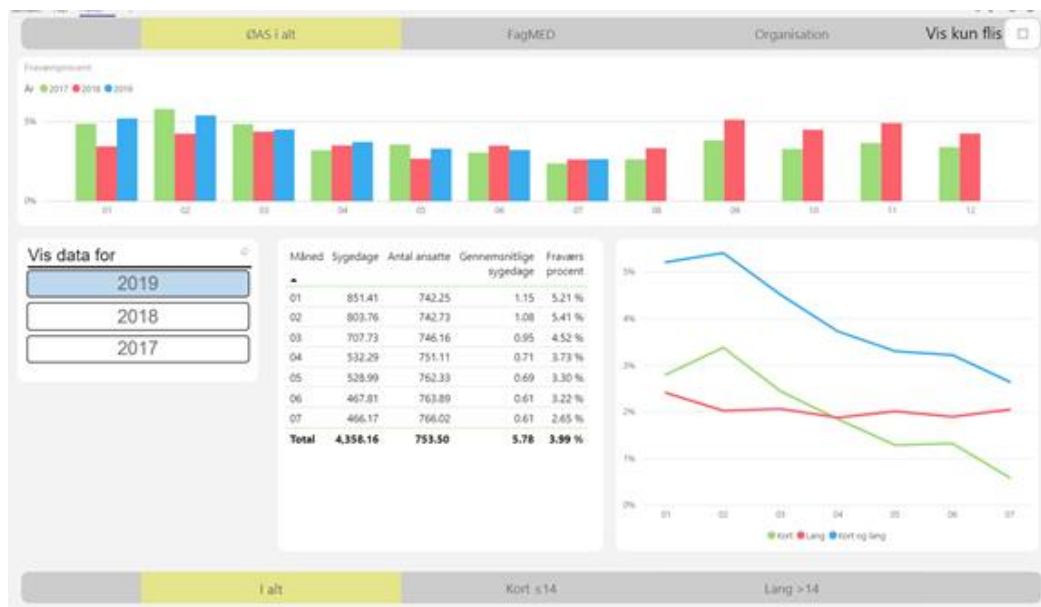 ØAS i alt FagMED Organisation Vis kun flis
Fraværsprocent
År 2017 2018 2019
5%
0%
01 02 03 04 05 06 07 08 09 10 11 12
Vis data for
2019
2018
2017
Måned Sygedage Antal ansatte Gennemsnitlige sygedage Fraværs procent
01 851.41 742.25 1.15 5.21 %
02 803.76 742.73 1.08 5.41 %
03 707.73 746.16 0.95 4.52 %
04 532.29 751.11 0.71 3.73 %
05 528.99 762.33 0.69 3.30 %
06 467.81 763.89 0.61 3.22 %
07 466.17 766.02 0.61 2.65 %
Total 4,358.16 753.50 5.78 3.99 %
5%
4%
3%
2%
1%
0%
01 02 03 04 05 06 07
Kort Lang Kort og lang
I alt Kort ≤14 Lang >14